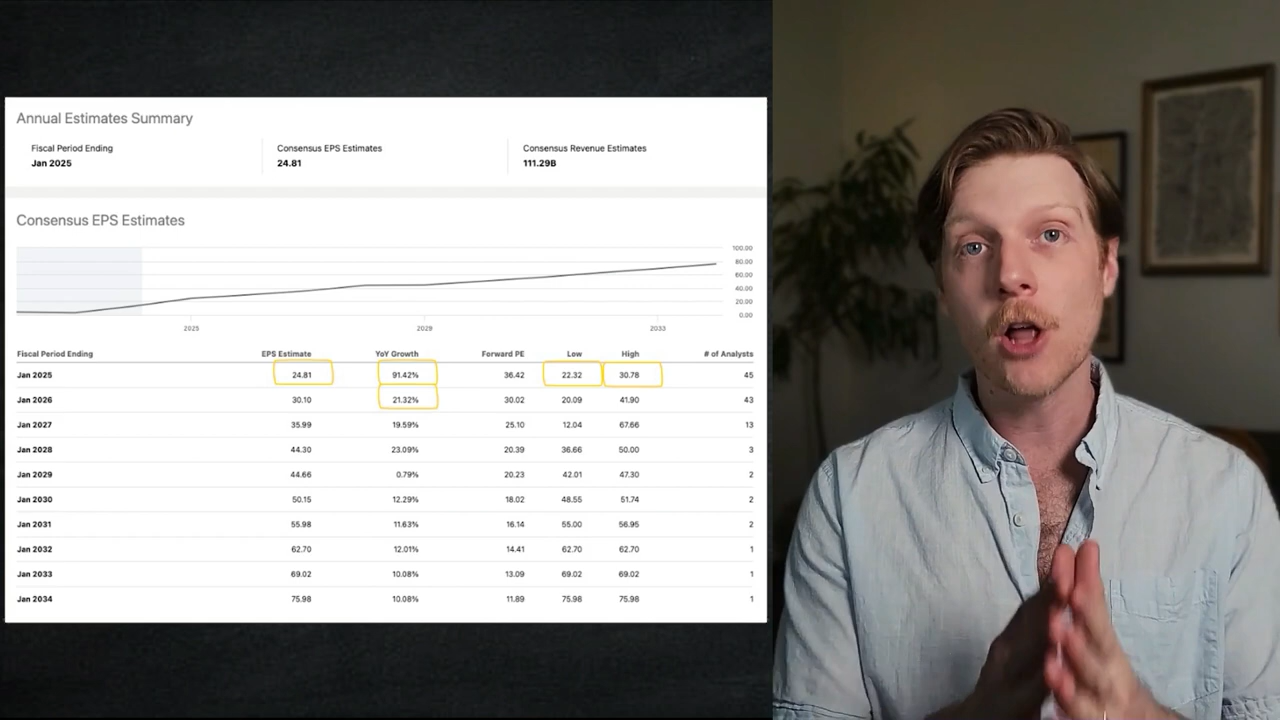 Annual Estimates Summary
Fiscal Period Ending Consensus EPS Estimates Consensus Revenue Estimates
Jan 2025 24.81 111.29B
Consensus EPS Estimates
100.00
80.00
60.00
40.00
20.00
0.00
2025 2029 2033
Fiscal Period Ending EPS Estimate YoY Growth Forward PE Low High # of Analysts
Jan 2025 24.81 91.42% 36.42 22.32 30.78 45
Jan 2026 30.10 21.32% 30.02 20.09 41.90 43
Jan 2027 35.99 19.59% 25.10 12.04 67.66 13
Jan 2028 44.30 23.09% 20.39 36.66 50.00 3
Jan 2029 44.66 0.79% 20.23 42.01 47.30 2
Jan 2030 50.15 12.29% 18.02 48.55 51.74 2
Jan 2031 55.98 11.63% 16.14 55.00 56.95 2
Jan 2032 62.70 12.01% 14.41 62.70 62.70 1
Jan 2033 69.02 10.08% 13.09 69.02 69.02 1
Jan 2034 75.98 10.08% 11.89 75.98 75.98 1